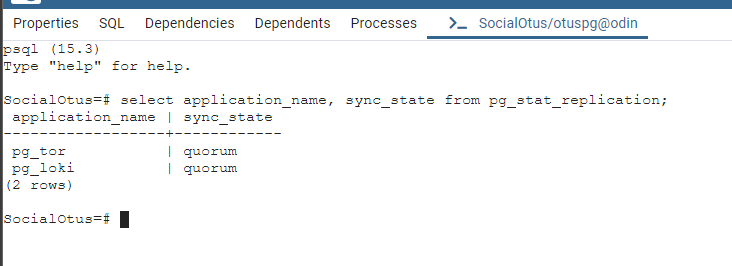 Properties SQL Dependencies Dependents Processes >_ SocialOtus/otuspg@odin
psql (15.3)
Type "help" for help.
SocialOtus=# select application_name, sync_state from pg_stat_replication;
 application_name | sync_state
------------------+------------
 pg_tor           | quorum
 pg_loki          | quorum
(2 rows)
SocialOtus=#